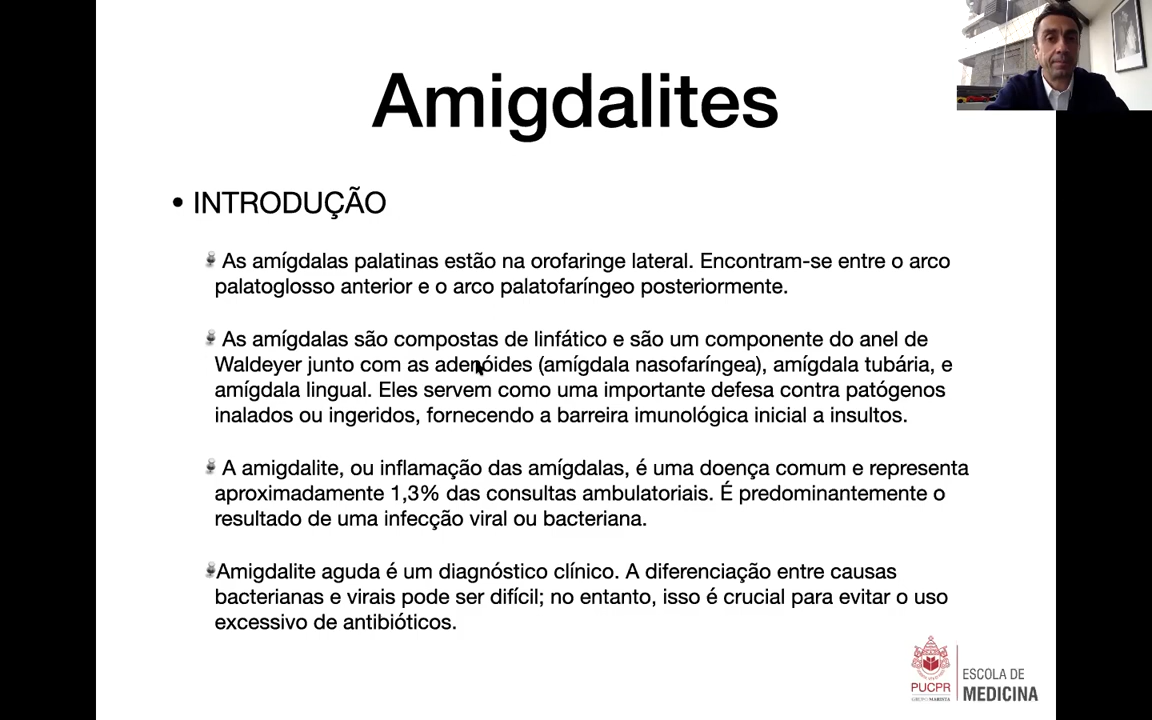 Amigdalites
• INTRODUÇÃO
As amígdalas palatinas estão na orofaringe lateral. Encontram-se entre o arco
palatoglosso anterior e o arco palatofaríngeo posteriormente.
As amígdalas são compostas de linfático e são um componente do anel de
Waldeyer junto com as adenóides (amígdala nasofaríngea), amígdala tubária, e
amígdala lingual. Eles servem como uma importante defesa contra patógenos
inalados ou ingeridos, fornecendo a barreira imunológica inicial a insultos.
A amigdalite, ou inflamação das amígdalas, é uma doença comum e representa
aproximadamente 1,3% das consultas ambulatoriais. É predominantemente o
resultado de uma infecção viral ou bacteriana.
Amigdalite aguda é um diagnóstico clínico. A diferenciação entre causas
bacterianas e virais pode ser difícil; no entanto, isso é crucial para evitar o uso
excessivo de antibióticos.
PUCPR
GRUPO MARISTA
ESCOLA DE
MEDICINA